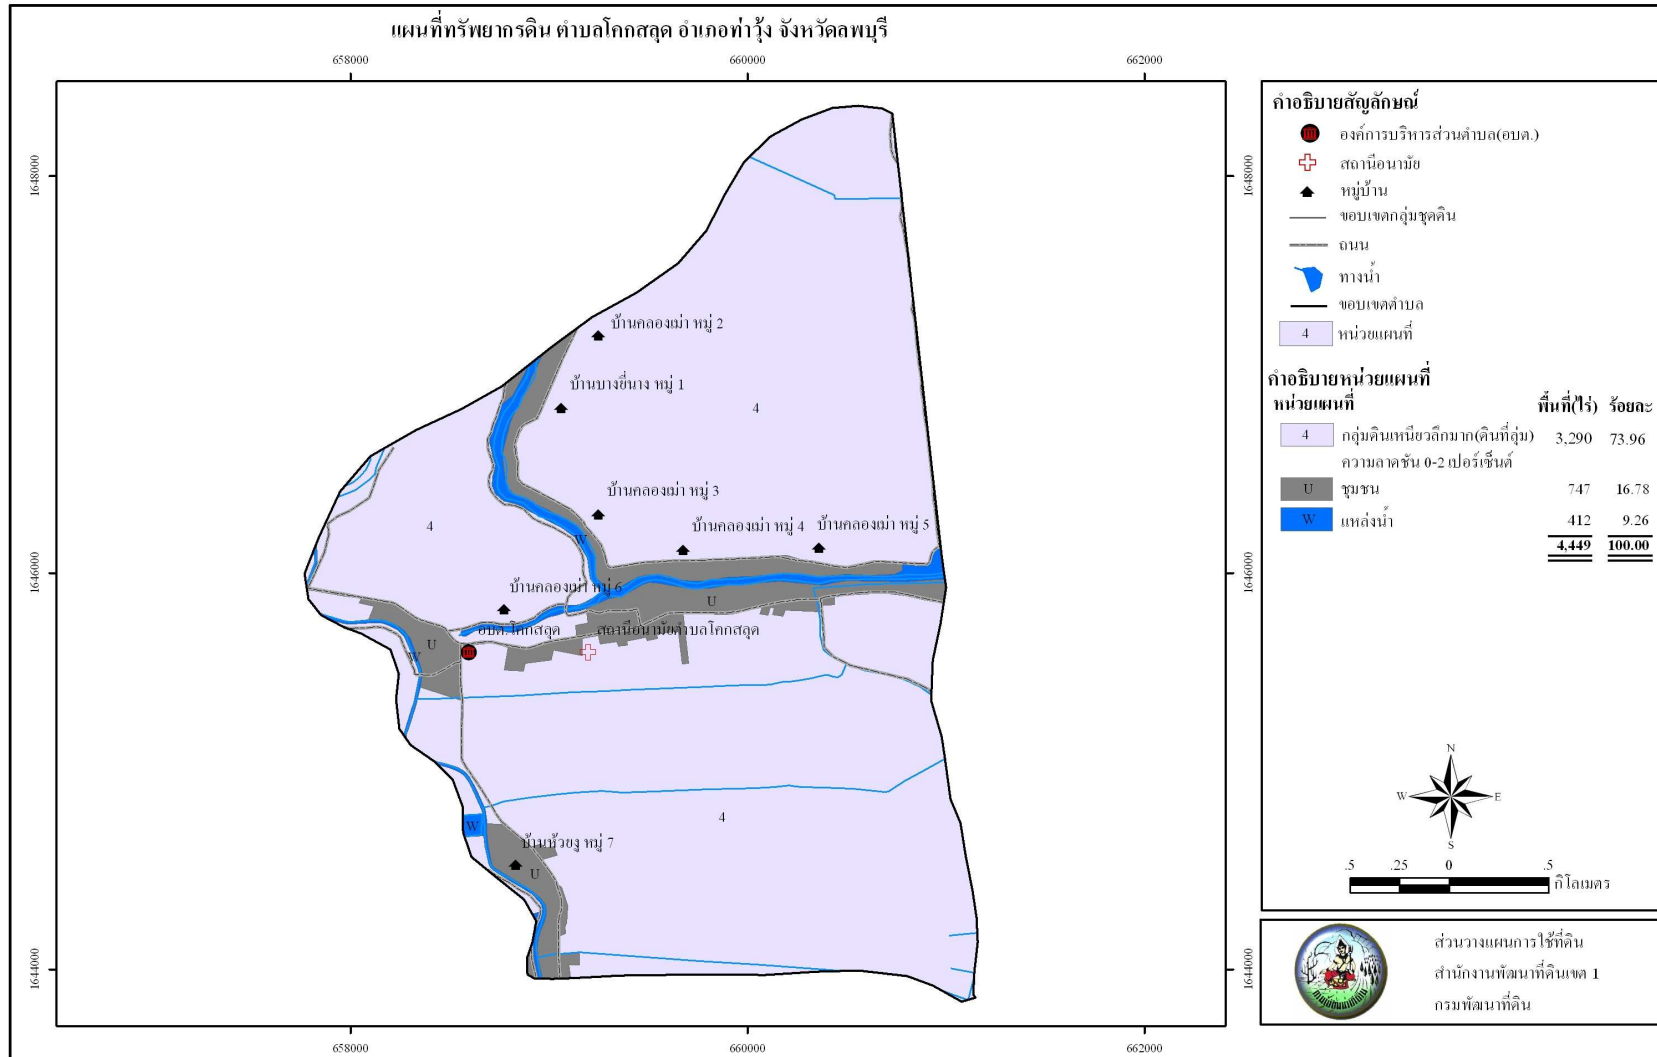 แผนที่ทรัพยากรดิน ตำบลโคกสลุด อำเภอท่าวุ้ง จังหวัดลพบุรี
658000 660000 662000
1648000 1648000
1646000 1646000
1644000 1644000
658000 660000 662000
บ้านคลองเม่า หมู่ 2
บ้านบางยี่นาง หมู่ 1
4
บ้านคลองเม่า หมู่ 3
4
บ้านคลองเม่า หมู่ 4
บ้านคลองเม่า หมู่ 5
W
บ้านคลองเม่า หมู่ 6
U
อบต.โคกสลุด
สถานีอนามัยตำบลโคกสลุด
U
W
4
W
บ้านห้วยงู หมู่ 7
U
คำอธิบายสัญลักษณ์
องค์การบริหารส่วนตำบล(อบต.)
สถานีอนามัย
หมู่บ้าน
ขอบเขตกลุ่มชุดดิน
ถนน
ทางน้ำ
ขอบเขตตำบล
4 หน่วยแผนที่
คำอธิบายหน่วยแผนที่
หน่วยแผนที่ พื้นที่(ไร่) ร้อยละ
4 กลุ่มดินเหนียวลึกมาก(ดินที่ลุ่ม) 3,290 73.96
ความลาดชัน 0-2 เปอร์เซ็นต์
U ชุมชน 747 16.78
W แหล่งน้ำ 412 9.26
4,449 100.00
N
W E
S
.5 .25 0 .5
กิโลเมตร
กรมพัฒนาที่ดิน
ส่วนวางแผนการใช้ที่ดิน
สำนักงานพัฒนาที่ดินเขต 1
กรมพัฒนาที่ดิน